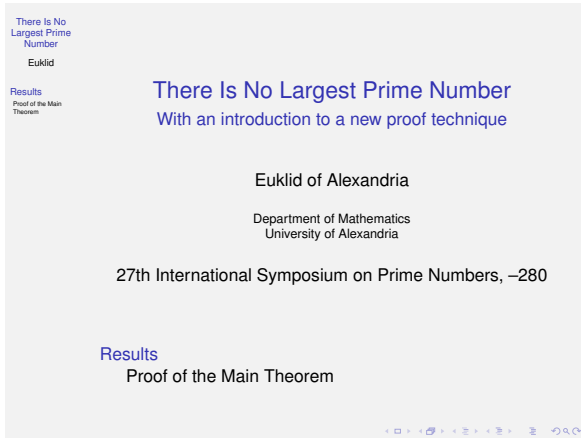 There Is No
Largest Prime
Number
Euklid
Results
Proof of the Main
Theorem
There Is No Largest Prime Number
With an introduction to a new proof technique
Euklid of Alexandria
Department of Mathematics
University of Alexandria
27th International Symposium on Prime Numbers, –280
Results
Proof of the Main Theorem